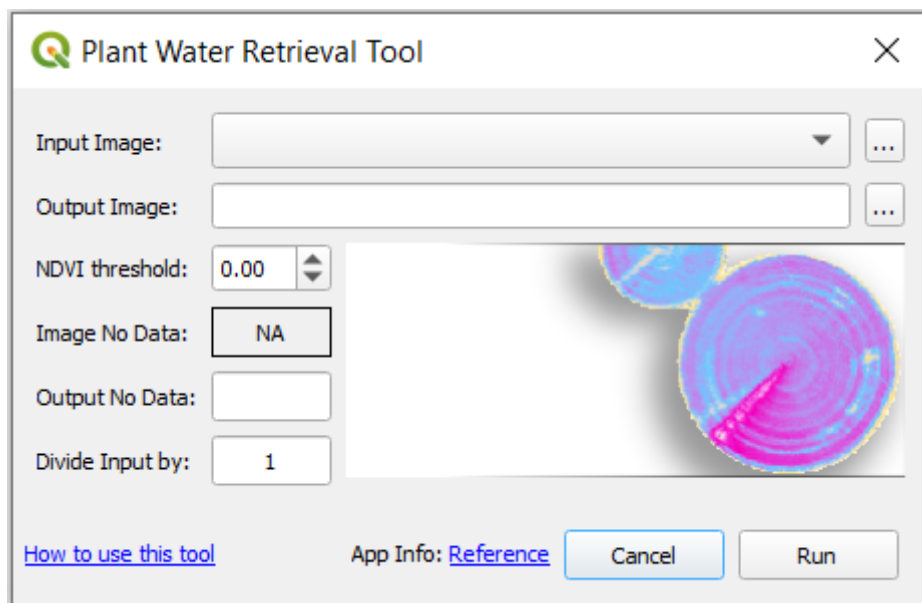 Plant Water Retrieval Tool
Input Image:
...
Output Image:
...
NDVI threshold: 0.00
Image No Data: NA
Output No Data:
Divide Input by: 1
How to use this tool App Info: Reference Cancel Run